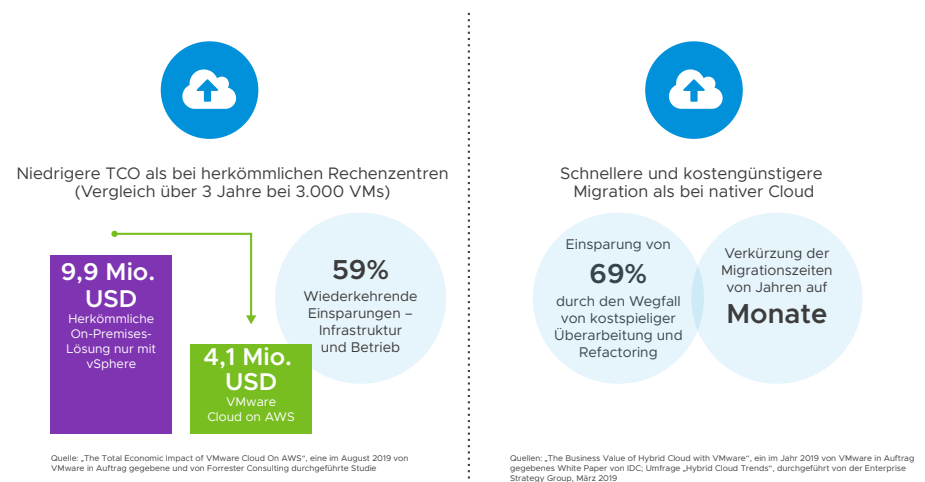 Niedrigere TCO als bei herkömmlichen Rechenzentren
(Vergleich über 3 Jahre bei 3.000 VMs)
9,9 Mio.
USD
Herkömmliche
On-Premises-
Lösung nur mit
vSphere
4,1 Mio.
USD
VMware
Cloud on AWS
59%
Wiederkehrende
Einsparungen –
Infrastruktur
und Betrieb
Quelle: „The Total Economic Impact of VMware Cloud On AWS“, eine im August 2019 von
VMware in Auftrag gegebene und von Forrester Consulting durchgeführte Studie
Schnellere und kostengünstigere
Migration als bei nativer Cloud
Einsparung von
69%
durch den Wegfall
von kostspieliger
Überarbeitung und
Refactoring
Verkürzung der
Migrationszeiten
von Jahren auf
Monate
Quellen: „The Business Value of Hybrid Cloud with VMware“, ein im Jahr 2019 von VMware in Auftrag
gegebenes White Paper von IDC; Umfrage „Hybrid Cloud Trends“, durchgeführt von der Enterprise
Strategy Group, März 2019